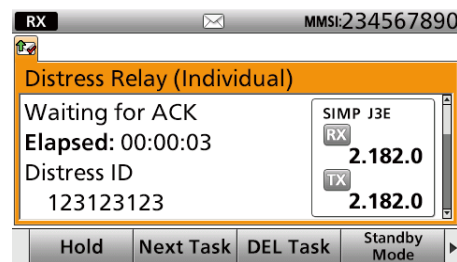 RX MMSI:234567890
Distress Relay (Individual)
Waiting for ACK
Elapsed: 00:00:03
Distress ID
123123123
SIMP J3E
RX
2.182.0
TX
2.182.0
Hold Next Task DEL Task Standby Mode